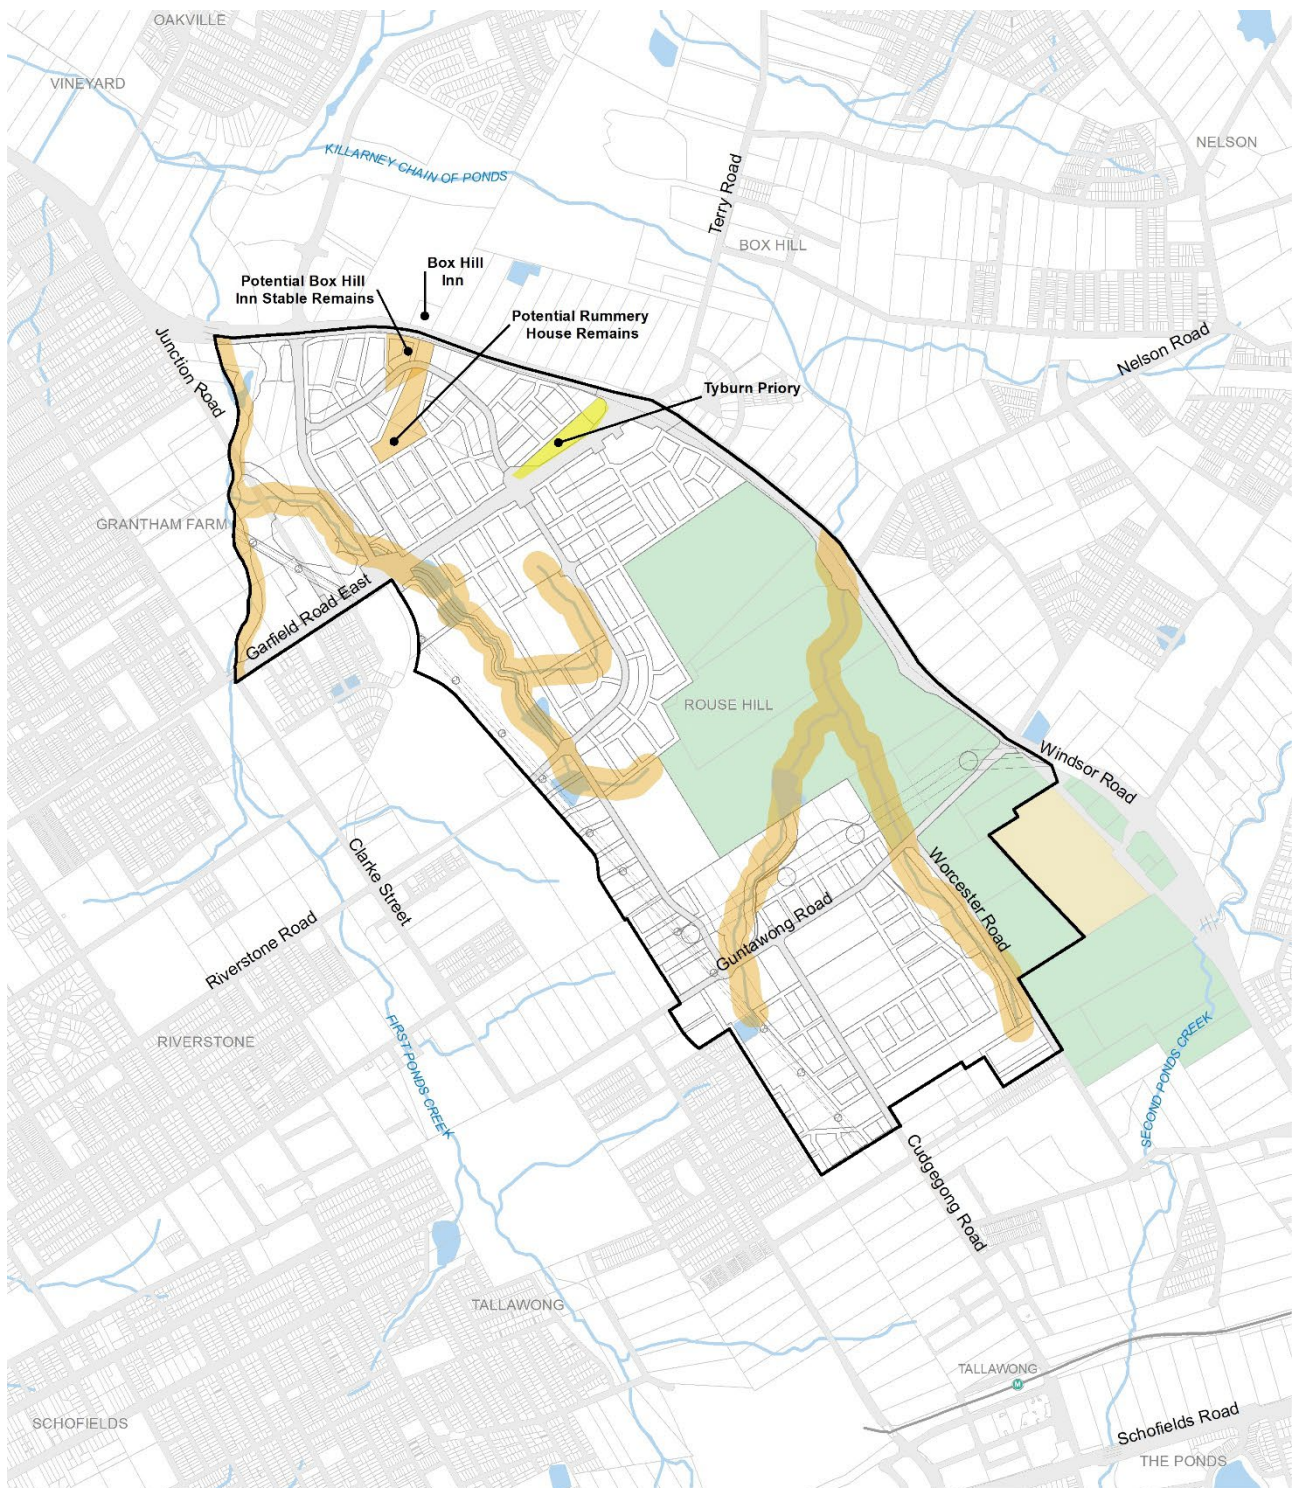 OAKVILLE
VINEYARD
NELSON
KILLARNEY CHAIN OF PONDS
Terry Road
BOX HILL
Box Hill
Inn
Potential Box Hill
Inn Stable Remains
Potential Rummery
House Remains
Junction Road
Nelson Road
Tyburn Priory
GRANTHAM FARM
Garfield Road East
ROUSE HILL
Windsor Road
Clarke Street
Worcester Road
Guntawong Road
Riverstone Road
RIVERSTONE
FIRST PONDS CREEK
SECOND PONDS CREEK
Cudgegong Road
TALLAWONG
TALLAWONG
M
SCHOFIELDS
Schofields Road
THE PONDS